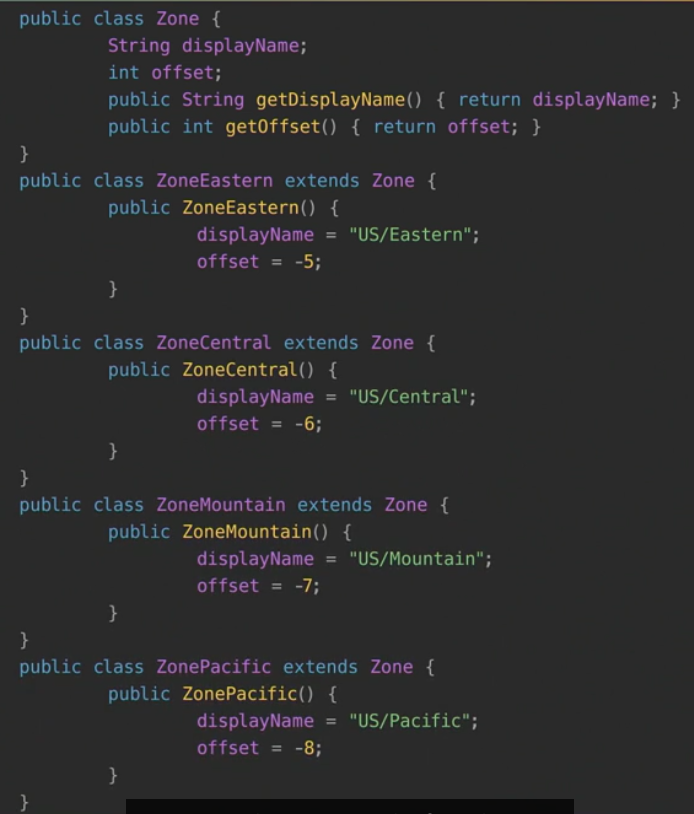 public class Zone {
        String displayName;
        int offset;
        public String getDisplayName() { return displayName; }
        public int getOffset() { return offset; }
}
public class ZoneEastern extends Zone {
        public ZoneEastern() {
                displayName = "US/Eastern";
                offset = -5;
        }
}
public class ZoneCentral extends Zone {
        public ZoneCentral() {
                displayName = "US/Central";
                offset = -6;
        }
}
public class ZoneMountain extends Zone {
        public ZoneMountain() {
                displayName = "US/Mountain";
                offset = -7;
        }
}
public class ZonePacific extends Zone {
        public ZonePacific() {
                displayName = "US/Pacific";
                offset = -8;
        }
}